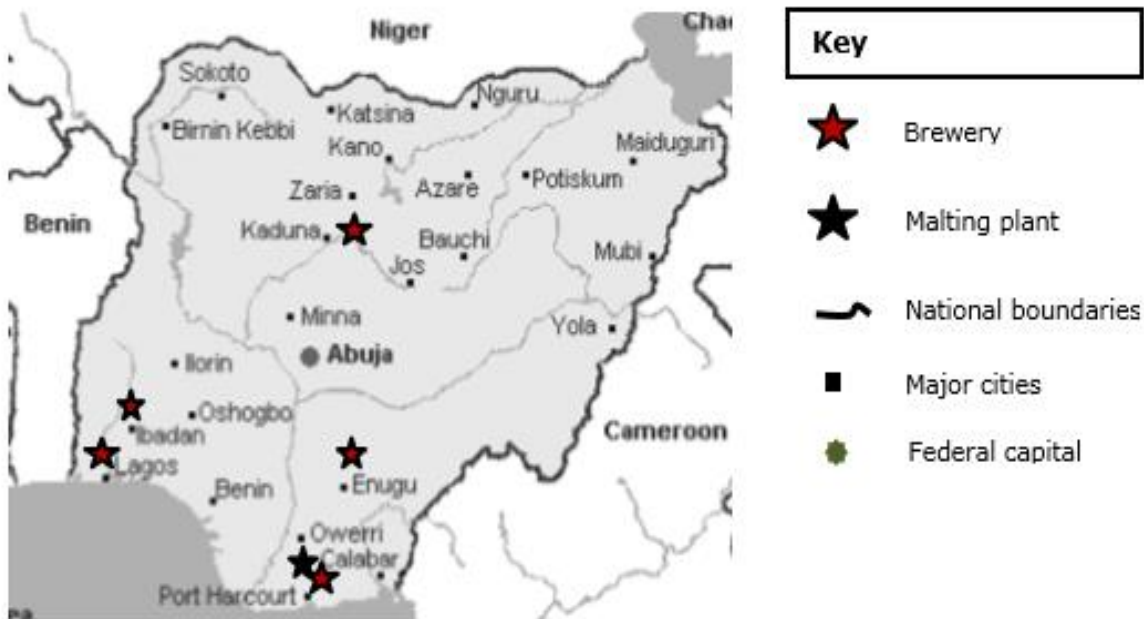 Niger
Chad
Key
Sokoto
Nguru
Katsina
Birnin Kebbi
Brewery
Kano
Maiduguri
Azare
Potiskum
Zaria
Benin
Malting plant
Kaduna
Bauchi
Mubi
Jos
Minna
National boundaries
Yola
Abuja
Ilorin
Major cities
Oshogbo
Ibadan
Cameroon
Federal capital
Lagos
Enugu
Benin
Owerri
Calabar
Port Harcourt